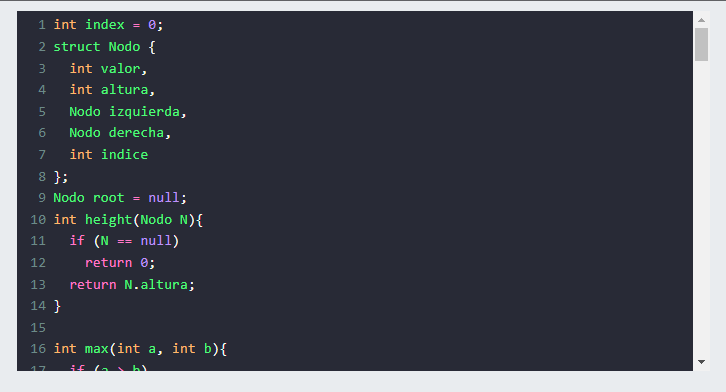 1 int index = 0;
2 struct Nodo {
3   int valor,
4   int altura,
5   Nodo izquierda,
6   Nodo derecha,
7   int indice
8 };
9 Nodo root = null;
10 int height(Nodo N){
11   if (N == null)
12     return 0;
13   return N.altura;
14 }
15
16 int max(int a, int b){
17   if (a > b)